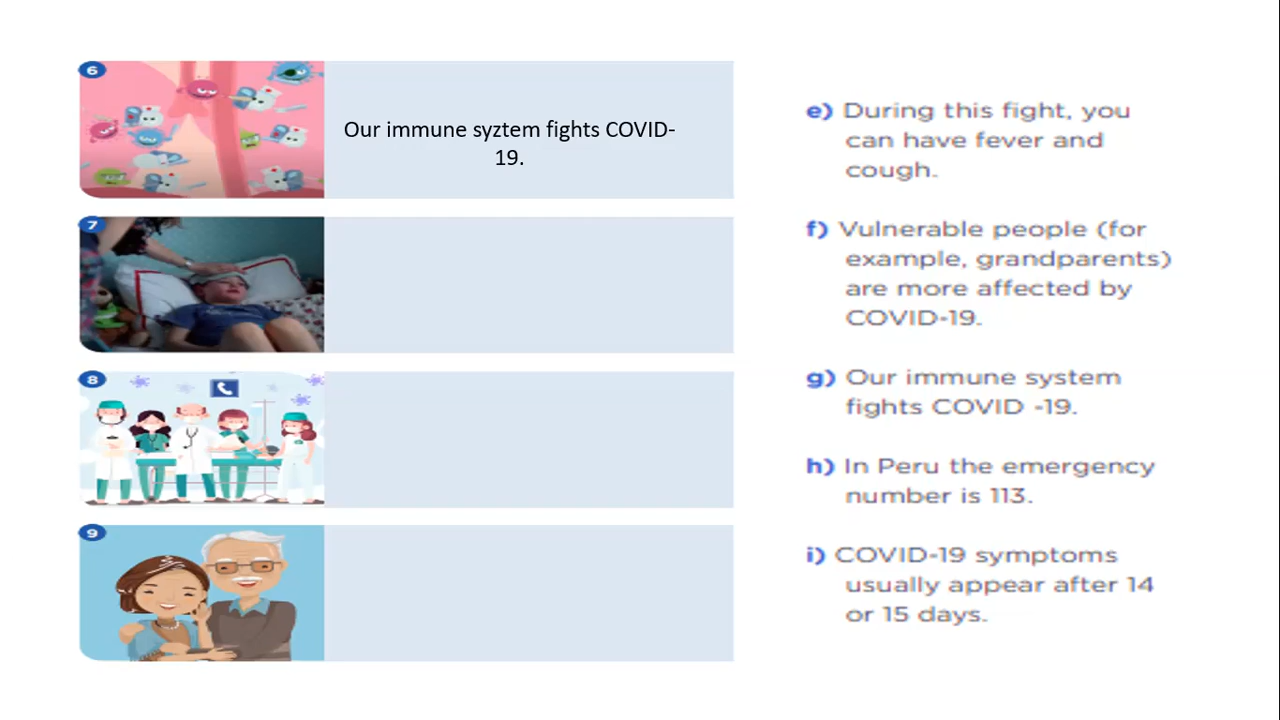 6
Our immune syztem fights COVID-
19.
7
8
9
e) During this fight, you
can have fever and
cough.
f) Vulnerable people (for
example, grandparents)
are more affected by
COVID-19.
g) Our immune system
fights COVID -19.
h) In Peru the emergency
number is 113.
i) COVID-19 symptoms
usually appear after 14
or 15 days.